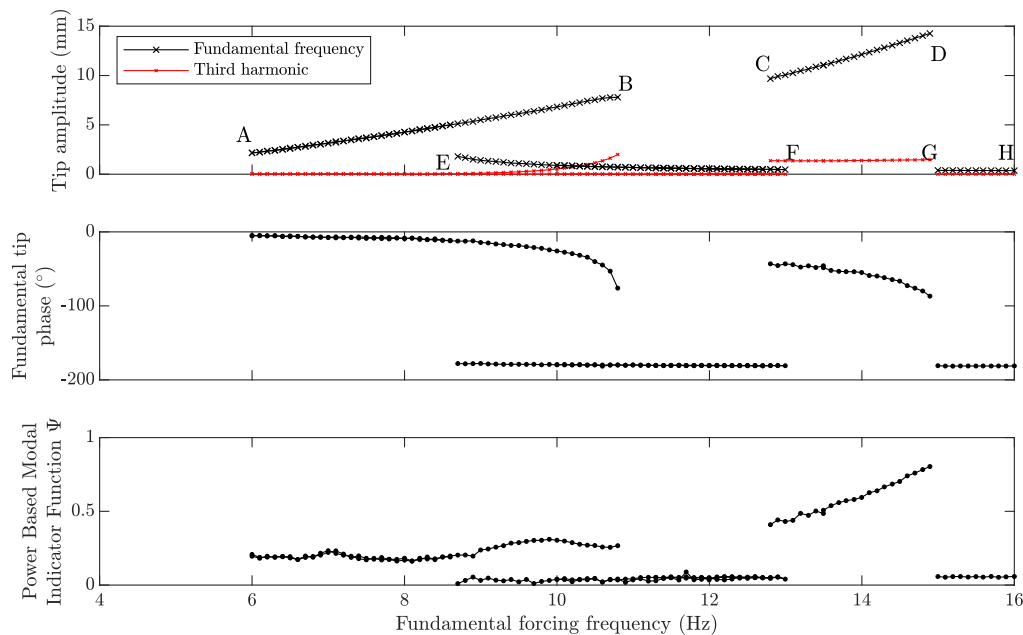 15
10
5
0
Tip amplitude (mm)
Fundamental frequency
Third harmonic
A
B
C
D
E
F
G
H
0
-100
-200
Fundamental tip
phase (°)
1
0.5
0
Power Based Modal
Indicator Function Ψ
4 6 8 10 12 14 16
Fundamental forcing frequency (Hz)